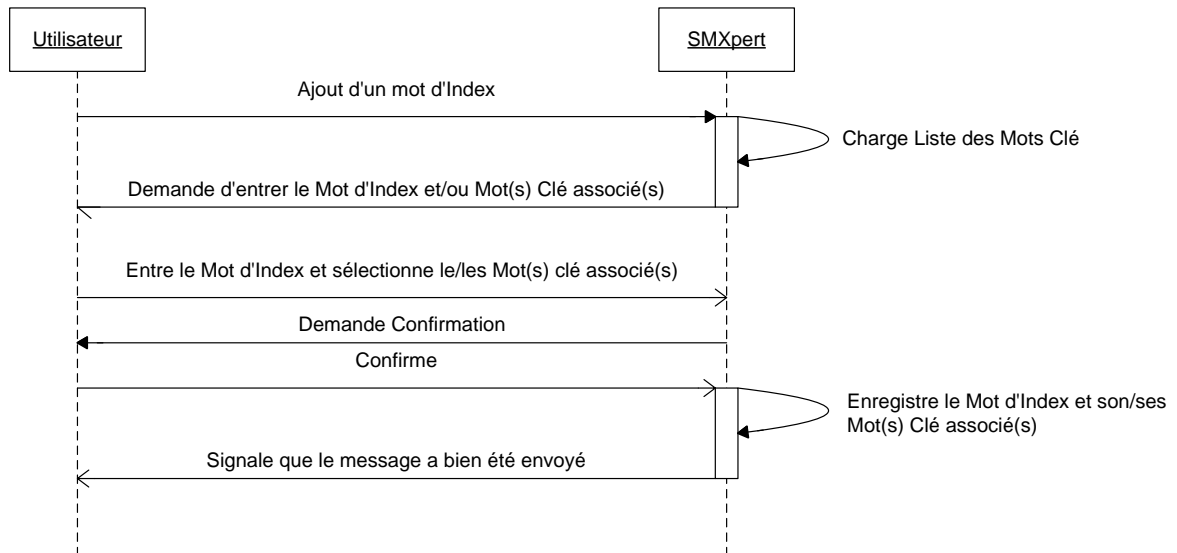 Utilisateur
SMXpert
Ajout d'un mot d'Index
Charge Liste des Mots Clé
Demande d'entrer le Mot d'Index et/ou Mot(s) Clé associé(s)
Entre le Mot d'Index et sélectionne le/les Mot(s) clé associé(s)
Demande Confirmation
Confirme
Enregistre le Mot d'Index et son/ses
Mot(s) Clé associé(s)
Signale que le message a bien été envoyé